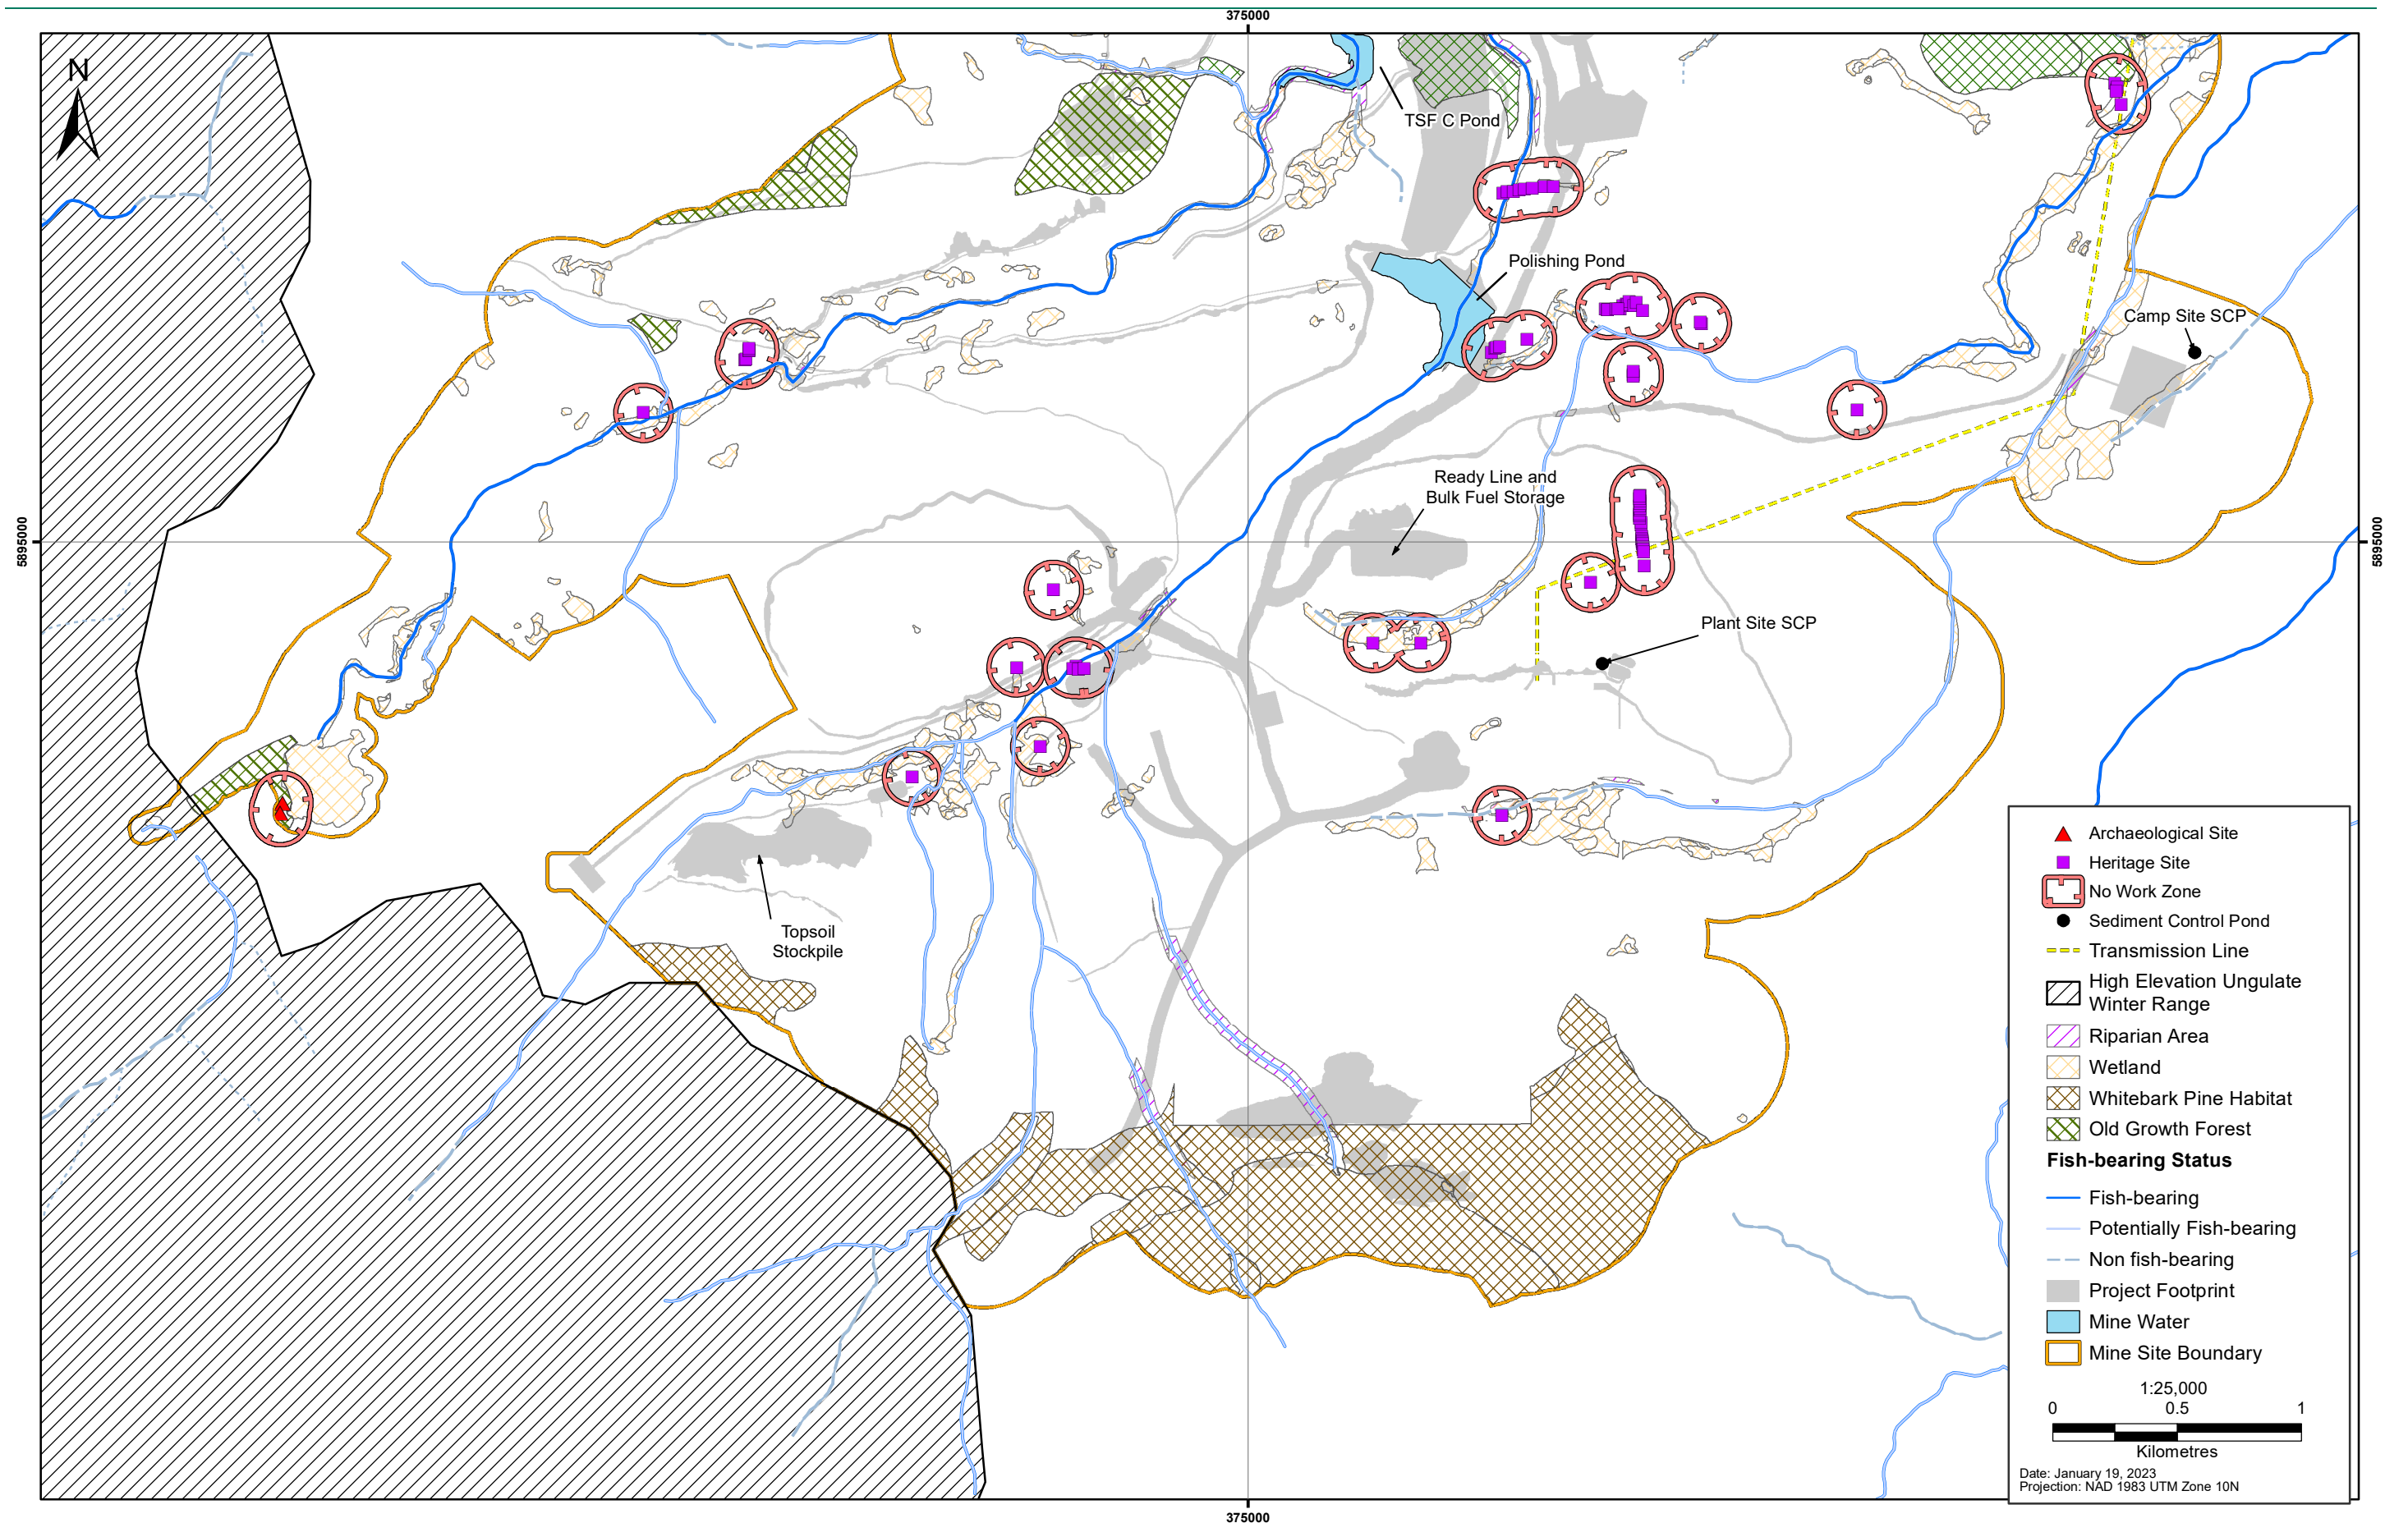 375000
N
TSF C Pond
Polishing Pond
Camp Site SCP
Ready Line and
Bulk Fuel Storage
5895000
5895000
Plant Site SCP
Topsoil
Stockpile
Archaeological Site
Heritage Site
No Work Zone
Sediment Control Pond
Transmission Line
High Elevation Ungulate
Winter Range
Riparian Area
Wetland
Whitebark Pine Habitat
Old Growth Forest
Fish-bearing Status
Fish-bearing
Potentially Fish-bearing
Non fish-bearing
Project Footprint
Mine Water
Mine Site Boundary
1:25,000
0 0.5 1
Kilometres
Date: January 19, 2023
Projection: NAD 1983 UTM Zone 10N
375000